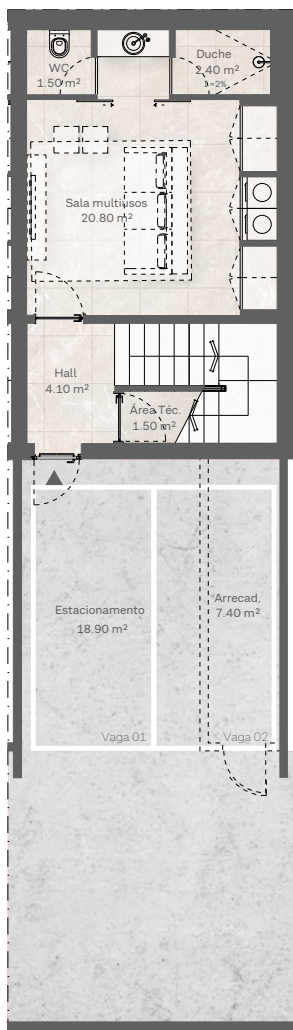 WC
1.50 m²
Duche
2.40 m²
i=2%
Sala multiusos
20.80 m²
Hall
4.10 m²
Área Téc.
1.50 m²
Estacionamento
18.90 m²
Arrecad.
7.40 m²
Vaga 01
Vaga 02